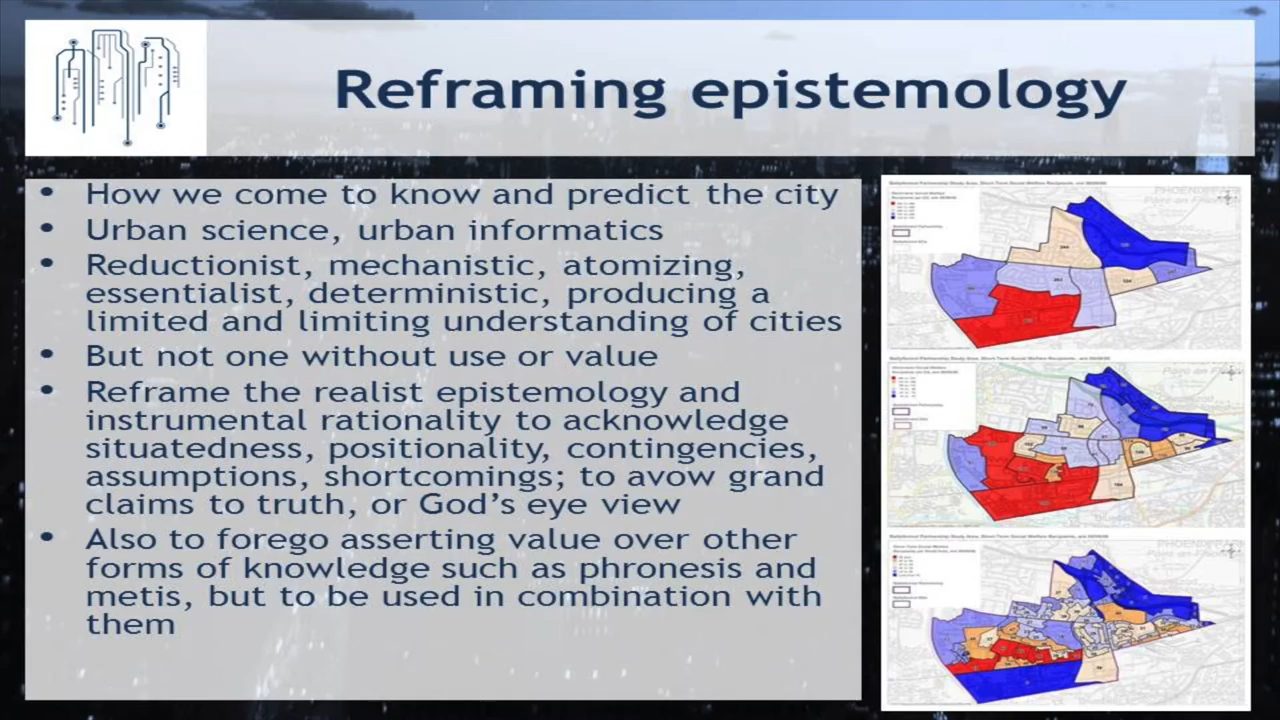 Reframing epistemology
• How we come to know and predict the city
• Urban science, urban informatics
• Reductionist, mechanistic, atomizing,
essentialist, deterministic, producing a
limited and limiting understanding of cities
• But not one without use or value
• Reframe the realist epistemology and
instrumental rationality to acknowledge
situatedness, positionality, contingencies,
assumptions, shortcomings; to avow grand
claims to truth, or God's eye view
• Also to forego asserting value over other
forms of knowledge such as phronesis and
metis, but to be used in combination with
them